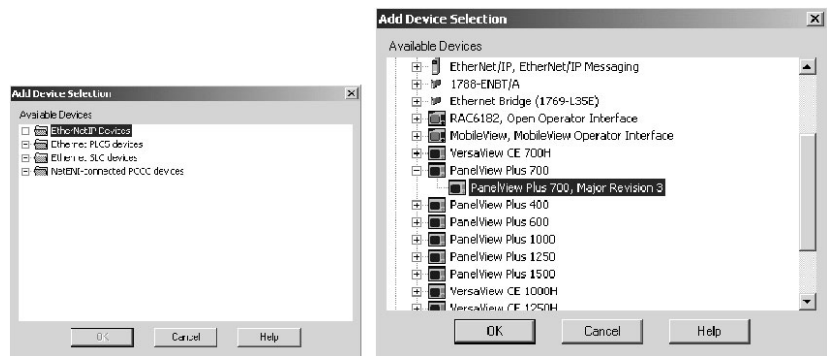 Add Device Selection
Available Devices
EtherNet/IP Devices
Ethernet PLC5 devices
Ethernet SLC devices
NetENI-connected PCCC devices
OK
Cancel
Help
Add Device Selection
Available Devices
EtherNet/IP, EtherNet/IP Messaging
1788-ENBT/A
Ethernet Bridge (1769-L35E)
RAC6182, Open Operator Interface
MobileView, MobileView Operator Interface
VersaView CE 700H
PanelView Plus 700
PanelView Plus 700, Major Revision 3
PanelView Plus 400
PanelView Plus 600
PanelView Plus 1000
PanelView Plus 1250
PanelView Plus 1500
VersaView CE 1000H
VersaView CE 1250H
OK
Cancel
Help